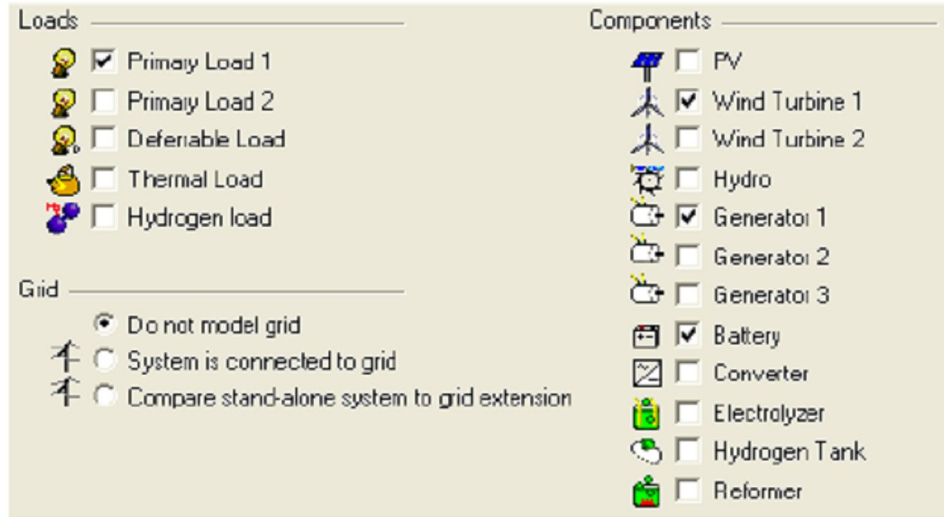 Loads
Primary Load 1
Primary Load 2
Deferrable Load
Thermal Load
Hydrogen load
Grid
Do not model grid
System is connected to grid
Compare stand-alone system to grid extension
Components
PV
Wind Turbine 1
Wind Turbine 2
Hydro
Generator 1
Generator 2
Generator 3
Battery
Converter
Electrolyzer
Hydrogen Tank
Reformer